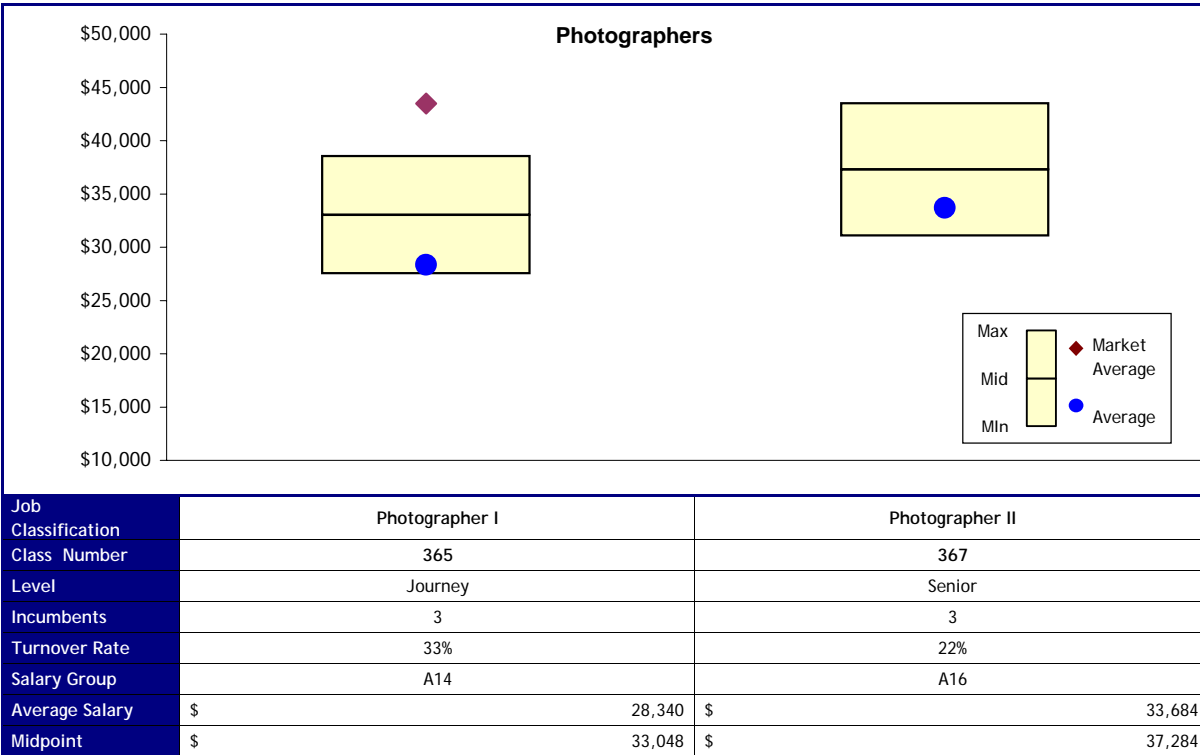 Photographers
$50,000
$45,000
$40,000
$35,000
$30,000
$25,000
$20,000
$15,000
$10,000
Max
Mid
MIn
Market
Average
Average
Job
Classification Photographer I Photographer II
Class Number 365 367
Level Journey Senior
Incumbents 3 3
Turnover Rate 33% 22%
Salary Group A14 A16
Average Salary $ 28,340 $ 33,684
Midpoint $ 33,048 $ 37,284